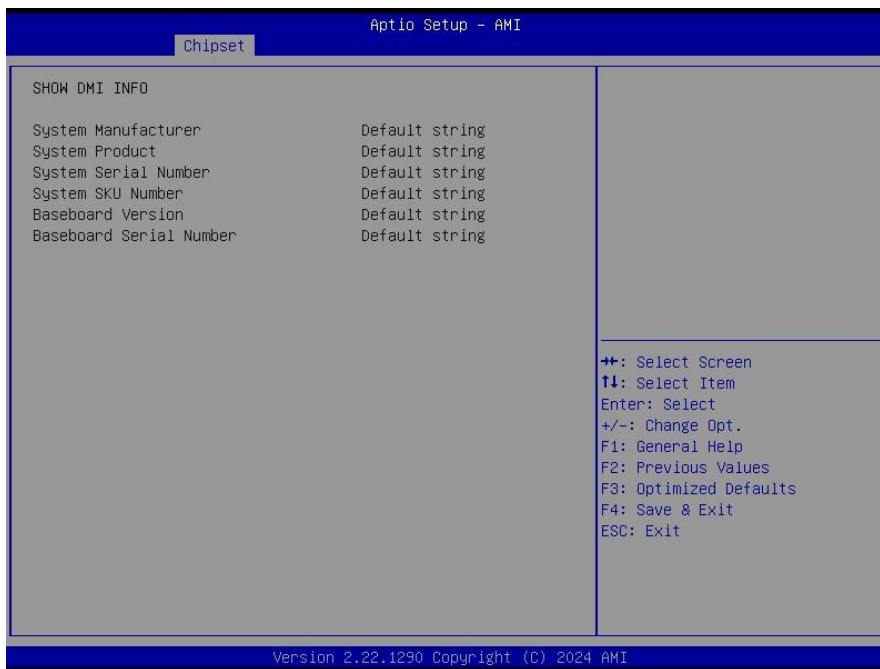 Aptio Setup - AMI
Chipset
SHOW DMI INFO
System Manufacturer Default string
System Product Default string
System Serial Number Default string
System SKU Number Default string
Baseboard Version Default string
Baseboard Serial Number Default string
→←: Select Screen
↑↓: Select Item
Enter: Select
+/-: Change Opt.
F1: General Help
F2: Previous Values
F3: Optimized Defaults
F4: Save & Exit
ESC: Exit
Version 2.22.1290 Copyright (C) 2024 AMI